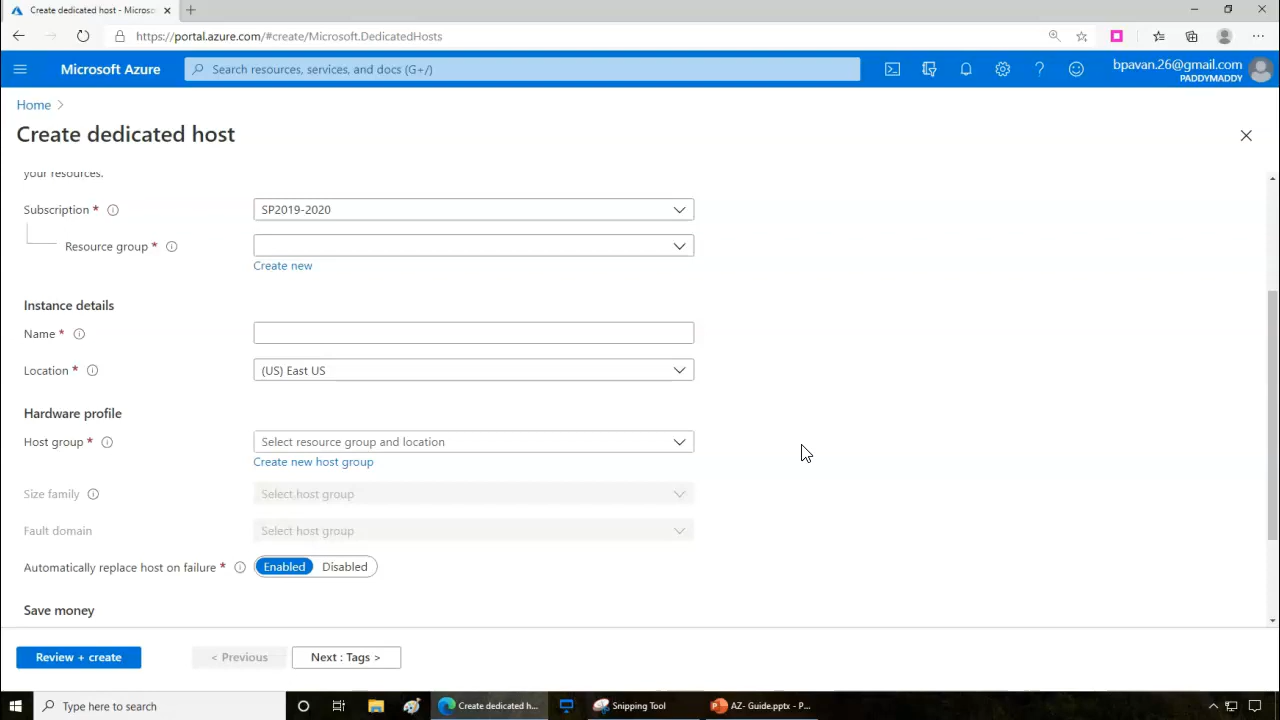 Create dedicated host - Microso
https://portal.azure.com/#create/Microsoft.DedicatedHosts
Microsoft Azure
Search resources, services, and docs (G+/)
bpavan.26@gmail.com
PADDYMADDY
Home >
Create dedicated host
your resources.
Subscription *
SP2019-2020
Resource group *
Create new
Instance details
Name *
Location *
(US) East US
Hardware profile
Host group *
Select resource group and location
Create new host group
Size family
Select host group
Fault domain
Select host group
Automatically replace host on failure *
Enabled Disabled
Save money
Review + create
< Previous
Next : Tags >
Type here to search
Create dedicated h...
Snipping Tool
AZ- Guide.pptx - P...